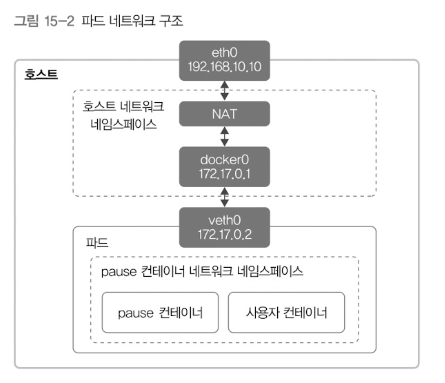 그림 15-2 파드 네트워크 구조
eth0
192.168.10.10
호스트
호스트 네트워크
네임스페이스
NAT
docker0
172.17.0.1
veth0
172.17.0.2
파드
pause 컨테이너 네트워크 네임스페이스
pause 컨테이너
사용자 컨테이너